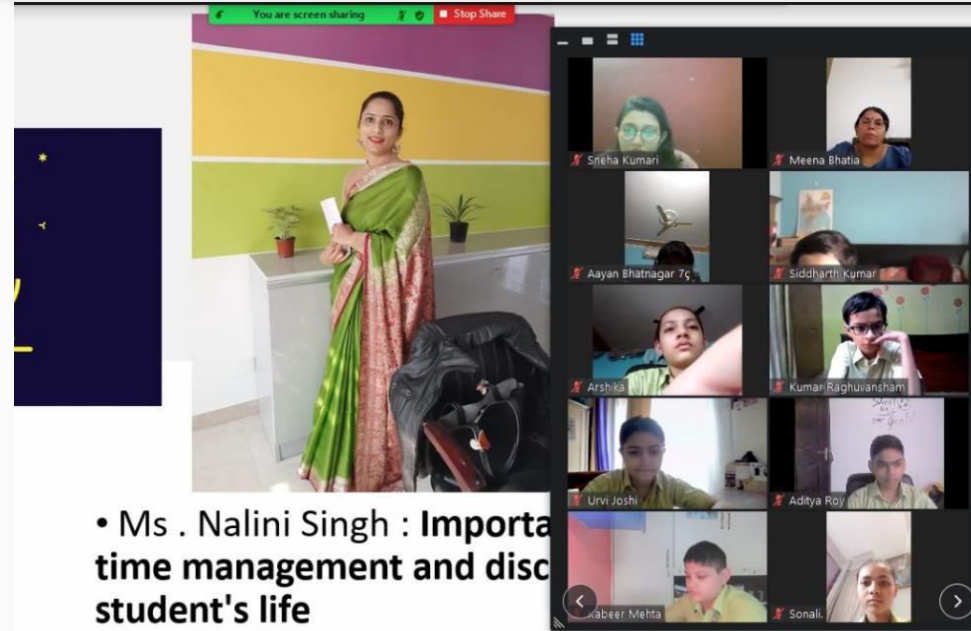 You are screen sharing Stop Share
Sneha Kumari Meena Bhatia
Aayan Bhatnagar 7ç Siddharth Kumar
Arshika Kumar Raghuvansham
Urvi Joshi Aditya Roy
Kabeer Mehta Sonali.
• Ms . Nalini Singh : Importa
time management and disc
student's life